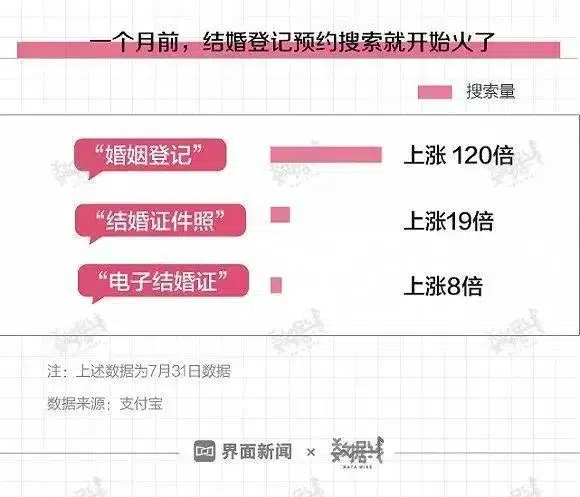 一个月前，结婚登记预约搜索就开始火了
搜索量
“婚姻登记” 上涨 120倍
“结婚证件照” 上涨19倍
“电子结婚证” 上涨8倍
注：上述数据为7月31日数据
数据来源：支付宝
界面新闻 × 数据线
DATA WISE